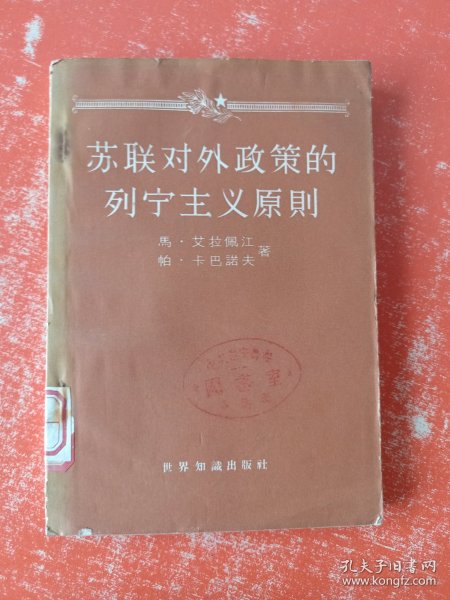 苏联对外政策的
列宁主义原則
馬·艾拉佩江
帕·卡巴諾夫
著
世界知識出版社
孔夫子旧书网
www.kongfz.com